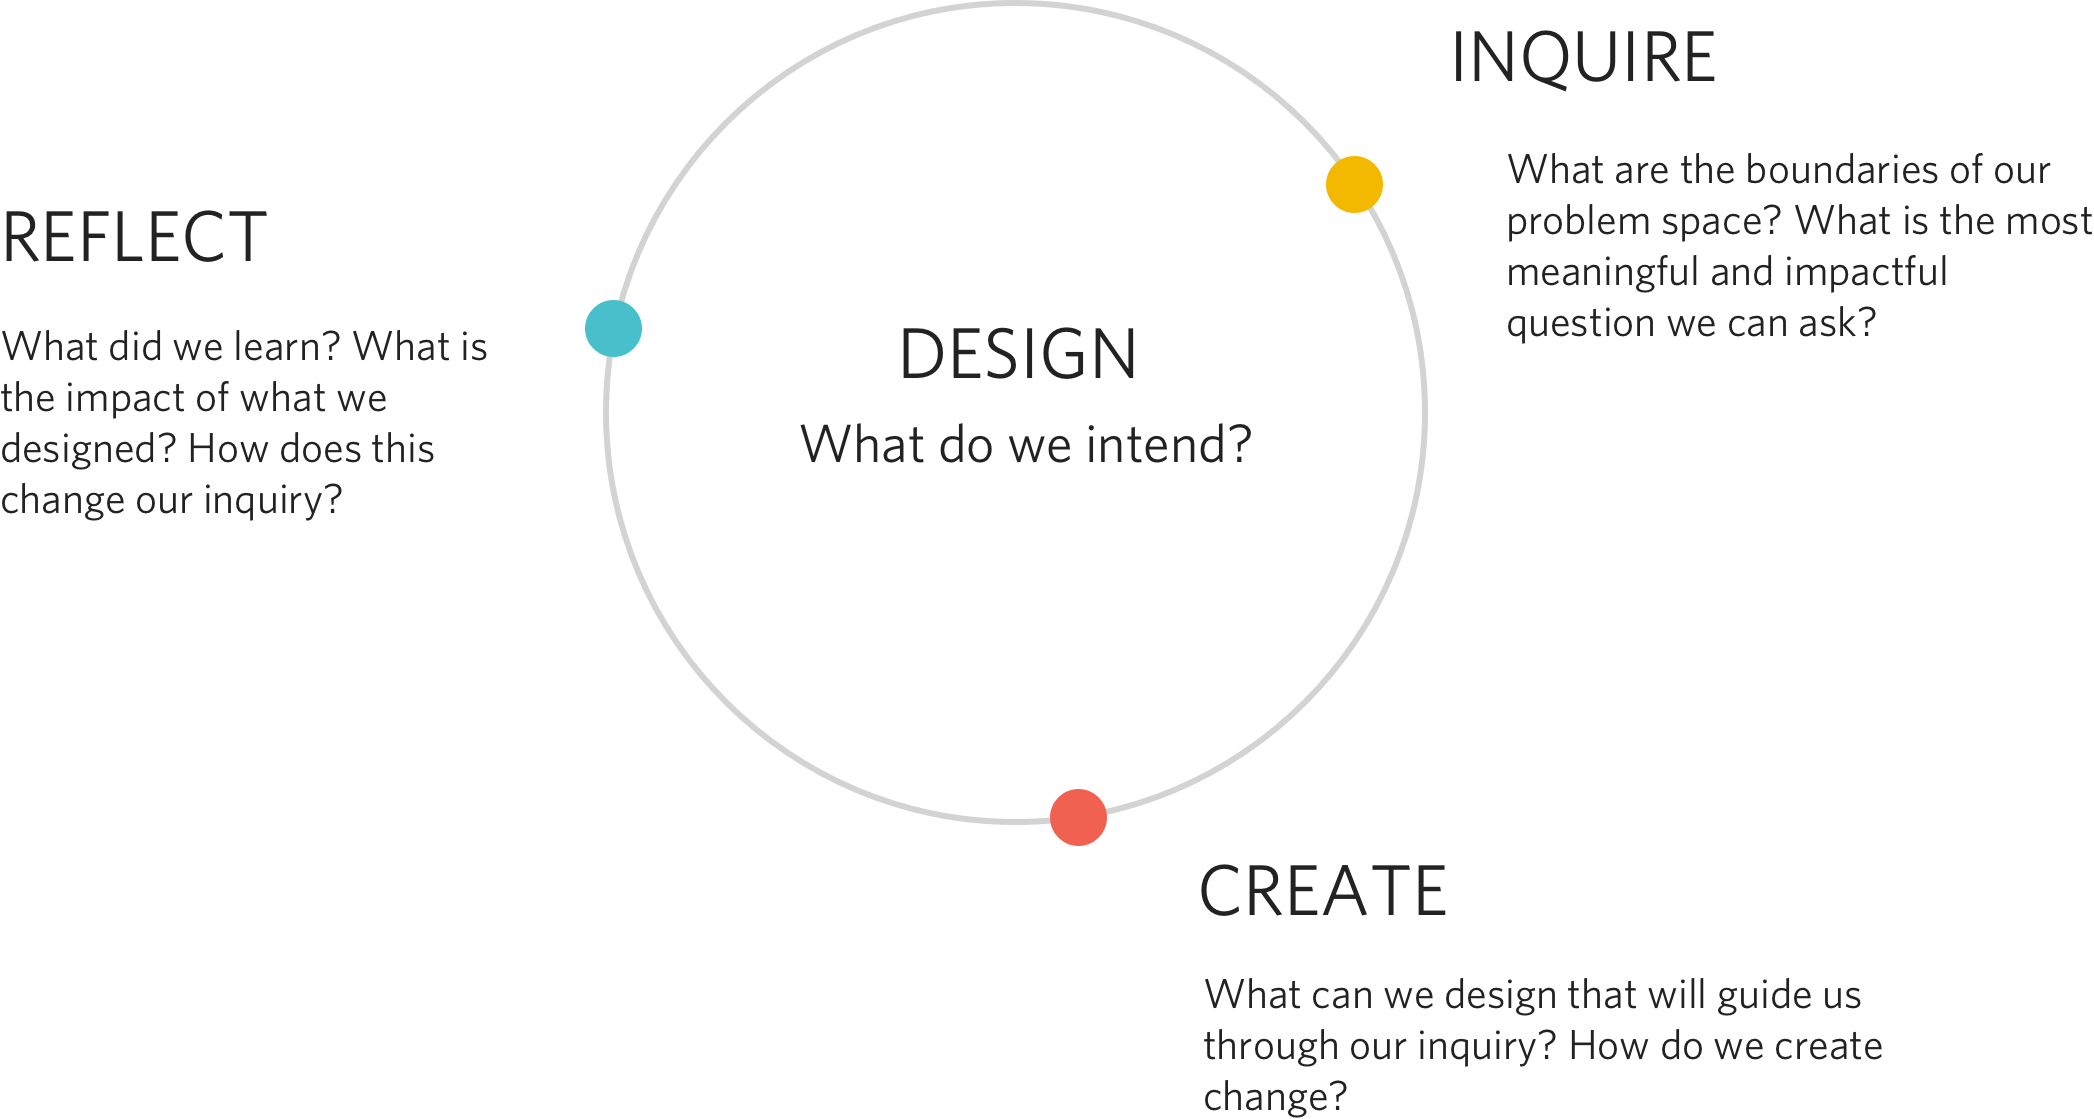 INQUIRE
What are the boundaries of our
problem space? What is the most
meaningful and impactful
question we can ask?
REFLECT
What did we learn? What is
the impact of what we
designed? How does this
change our inquiry?
DESIGN
What do we intend?
CREATE
What can we design that will guide us
through our inquiry? How do we create
change?